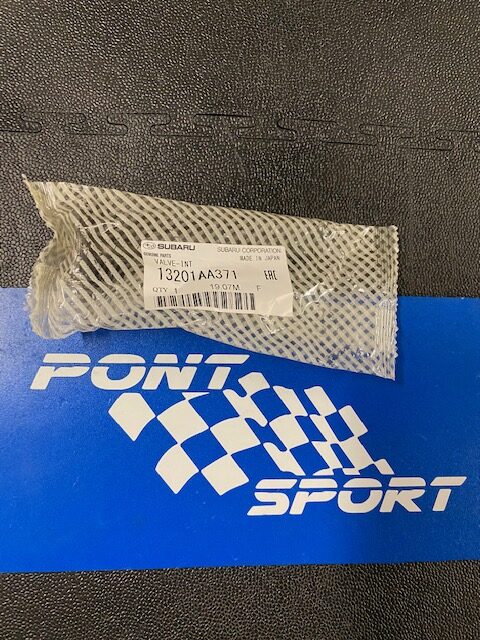 SUBARU SUBARU CORPORATION
GENUINE PARTS MADE IN JAPAN
VALVE-INT
13201AA371 EAC
QTY 1 19.07M F
PONT
SPORT